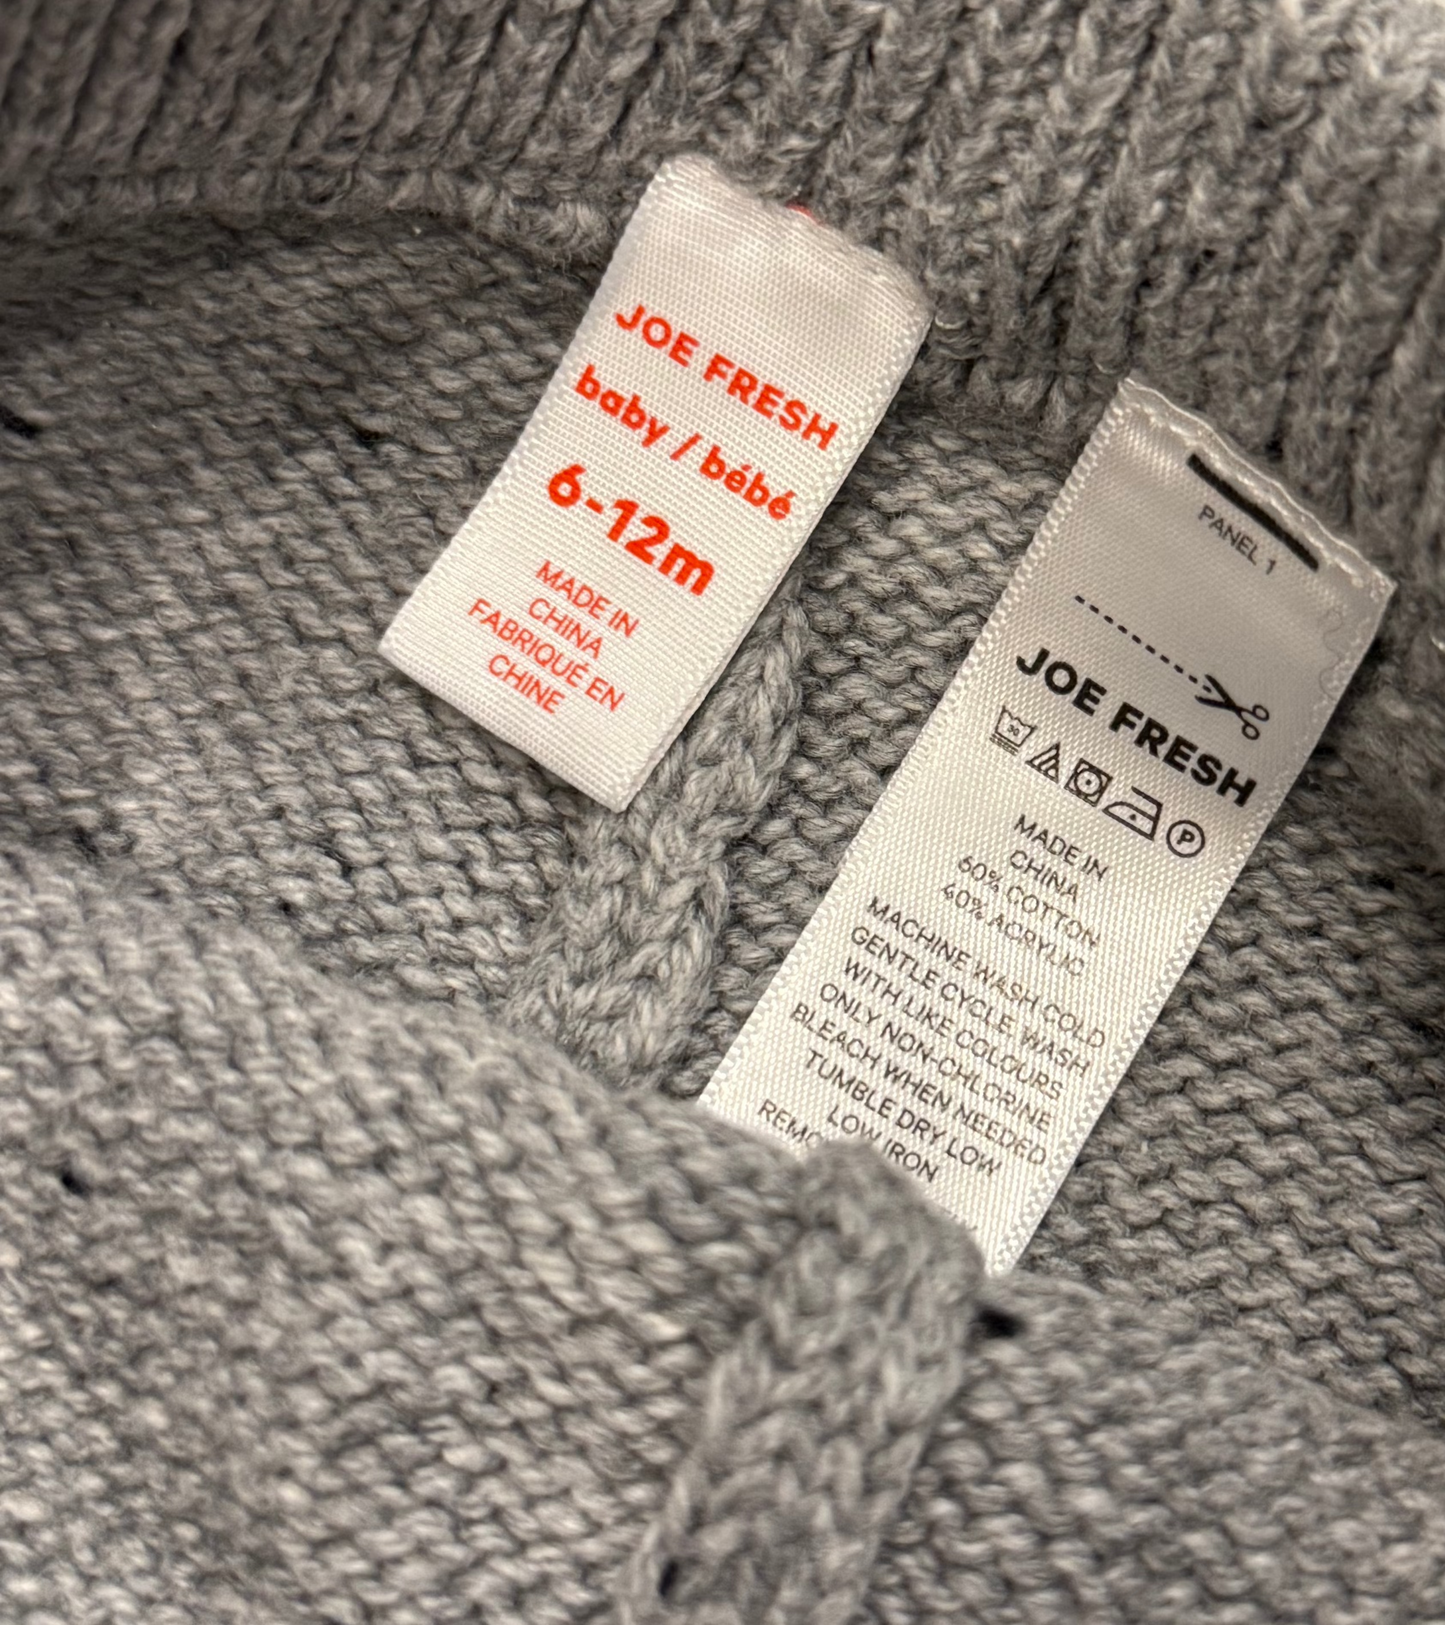 JOE FRESH
baby / bébé
6-12m
MADE IN
CHINA
FABRIQUÉ EN
CHINE
PANEL 1
JOE FRESH
30
P
MADE IN
CHINA
60% COTTON
40% ACRYLIC
MACHINE WASH COLD
GENTLE CYCLE. WASH
WITH LIKE COLOURS
ONLY NON-CHLORINE
BLEACH WHEN NEEDED
TUMBLE DRY LOW
LOW IRON